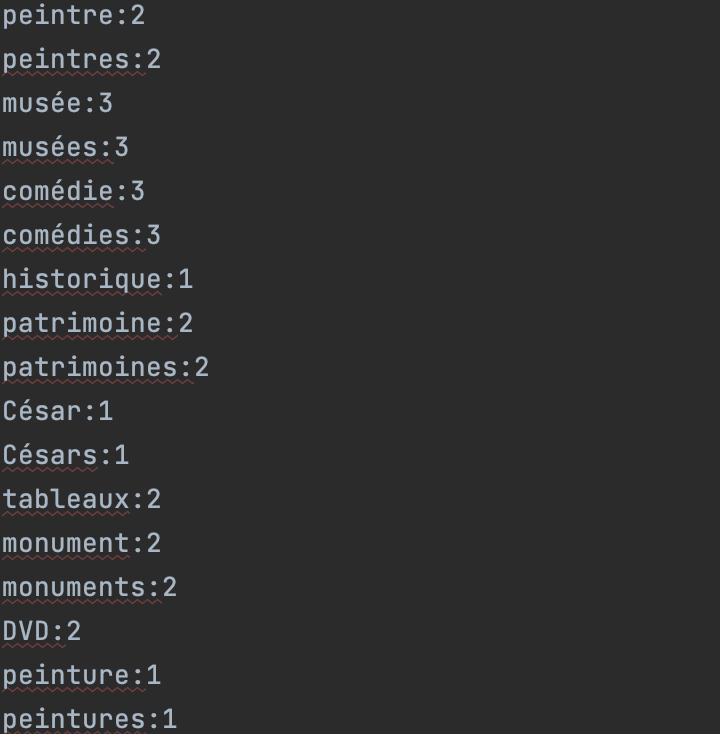 peintre:2
peintres:2
musée:3
musées:3
comédie:3
comédies:3
historique:1
patrimoine:2
patrimoines:2
César:1
Césars:1
tableaux:2
monument:2
monuments:2
DVD:2
peinture:1
peintures:1